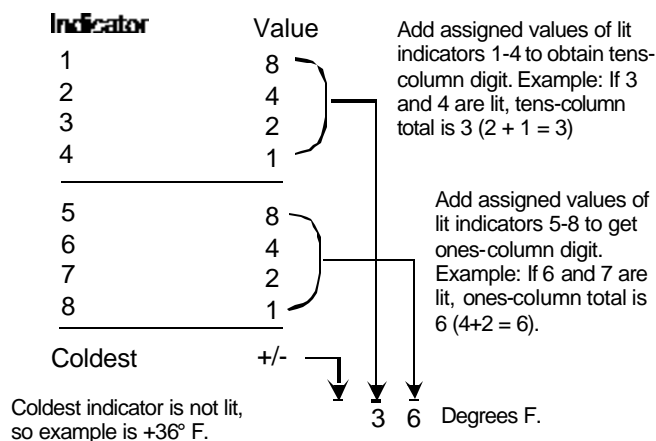 Indicator Value
1 8
2 4
3 2
4 1
Add assigned values of lit
indicators 1-4 to obtain tens-
column digit. Example: If 3
and 4 are lit, tens-column
total is 3 (2 + 1 = 3)
5 8
6 4
7 2
8 1
Add assigned values of
lit indicators 5-8 to get
ones-column digit.
Example: If 6 and 7 are
lit, ones-column total is
6 (4+2 = 6).
Coldest +/-
3 6 Degrees F.
Coldest indicator is not lit,
so example is +36° F.